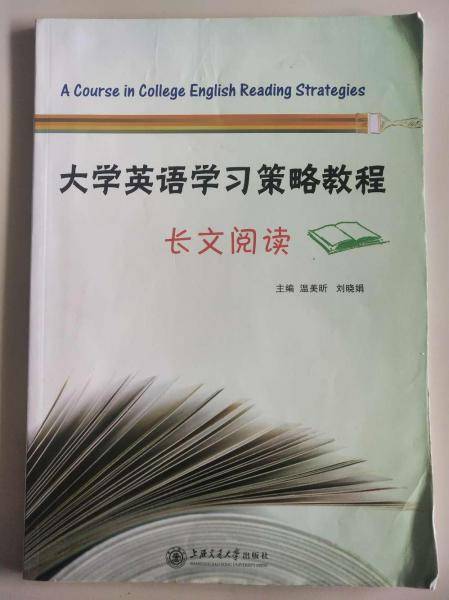 A Course in College English Reading Strategies
大学英语学习策略教程
长文阅读
主编 温美昕 刘晓娟
上海交通大学出版社